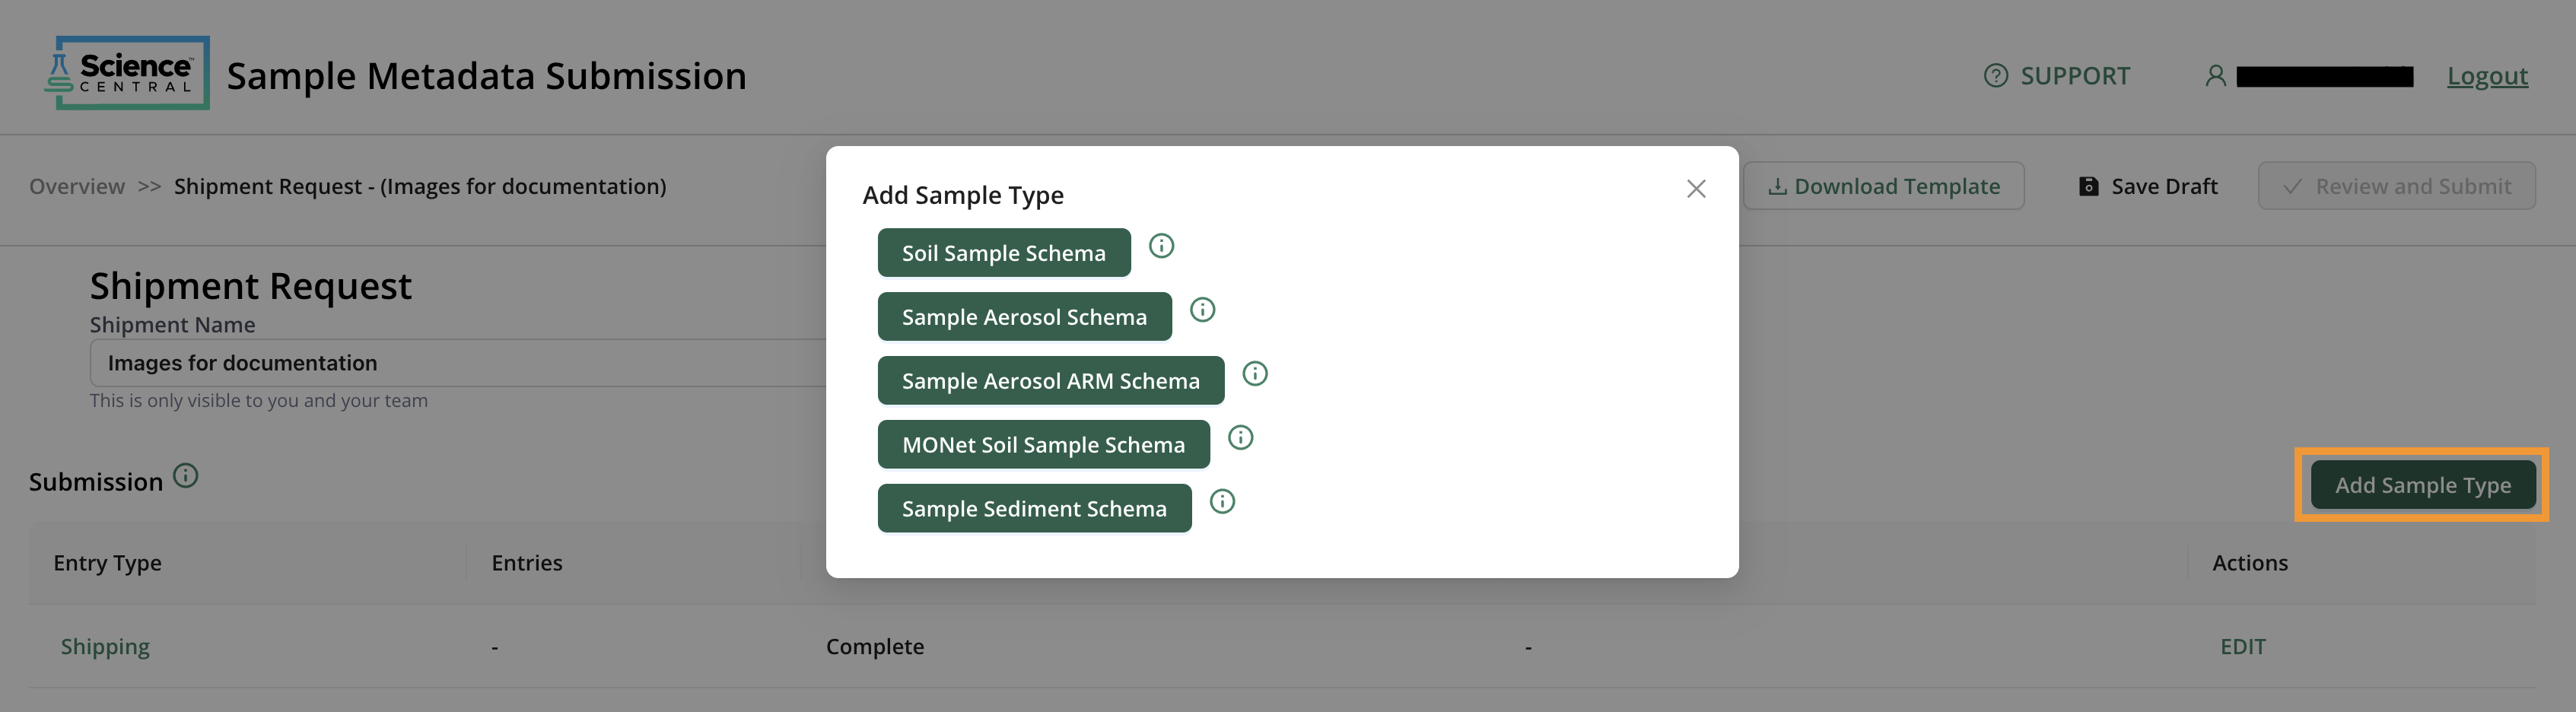 Science™
CENTRAL
Sample Metadata Submission
SUPPORT
Logout
Overview >> Shipment Request - (Images for documentation)
Download Template
Save Draft
Review and Submit
Add Sample Type
Soil Sample Schema
Sample Aerosol Schema
Sample Aerosol ARM Schema
MONet Soil Sample Schema
Sample Sediment Schema
Shipment Request
Shipment Name
Images for documentation
This is only visible to you and your team
Submission
Add Sample Type
Entry Type Entries Actions
Shipping - Complete - EDIT